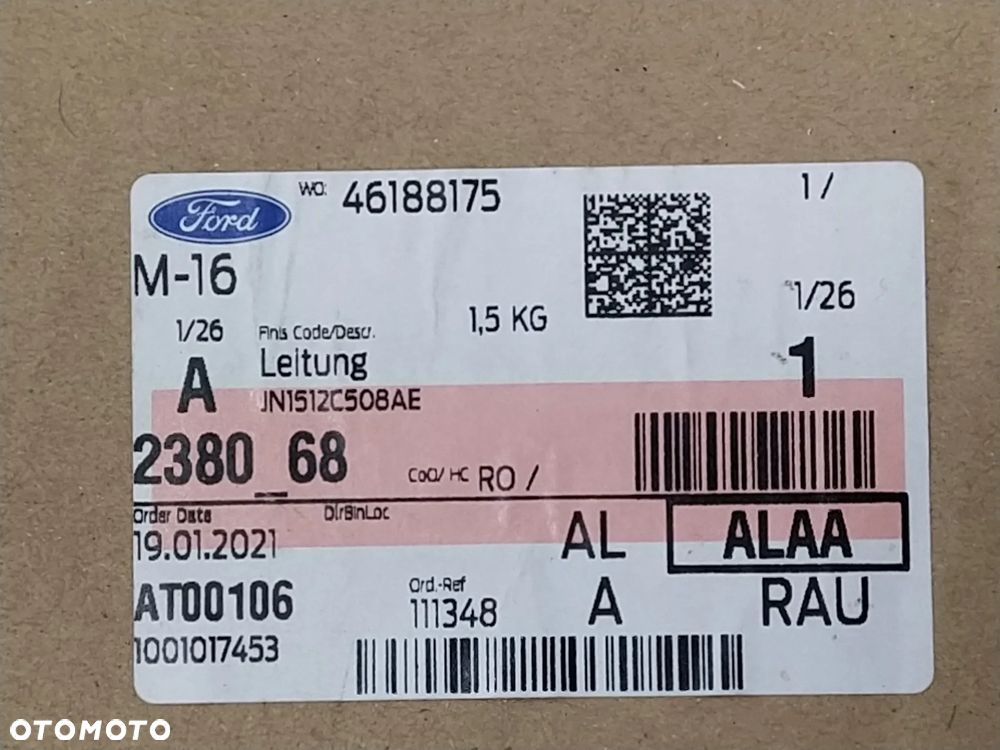 Ford
WO: 46188175
1 /
M-16
1/26
1,5 KG
1/26
Finis Code/Descr.
A
Leitung
1
JN1512C508AE
2380_68
CoO/ HC RO /
Order Date
DlrBinLoc
19.01.2021
AL
ALAA
AT00106
Ord.-Ref
111348
A
RAU
1001017453
OTOMOTO